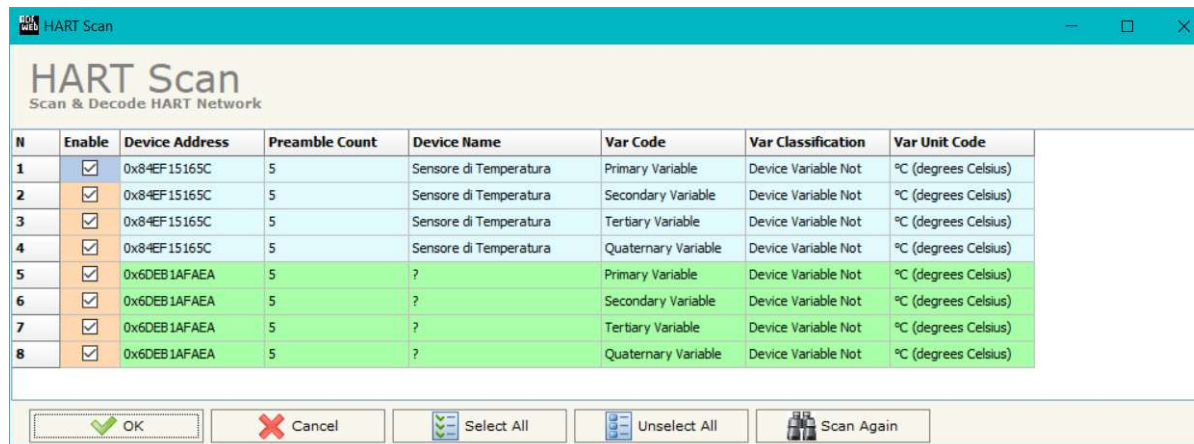 ADF WEB HART Scan
HART Scan
Scan & Decode HART Network
N Enable Device Address Preamble Count Device Name Var Code Var Classification Var Unit Code
1 0x84EF15165C 5 Sensore di Temperatura Primary Variable Device Variable Not °C (degrees Celsius)
2 0x84EF15165C 5 Sensore di Temperatura Secondary Variable Device Variable Not °C (degrees Celsius)
3 0x84EF15165C 5 Sensore di Temperatura Tertiary Variable Device Variable Not °C (degrees Celsius)
4 0x84EF15165C 5 Sensore di Temperatura Quaternary Variable Device Variable Not °C (degrees Celsius)
5 0x6DEB1AFAEA 5 ? Primary Variable Device Variable Not °C (degrees Celsius)
6 0x6DEB1AFAEA 5 ? Secondary Variable Device Variable Not °C (degrees Celsius)
7 0x6DEB1AFAEA 5 ? Tertiary Variable Device Variable Not °C (degrees Celsius)
8 0x6DEB1AFAEA 5 ? Quaternary Variable Device Variable Not °C (degrees Celsius)
OK Cancel Select All Unselect All Scan Again